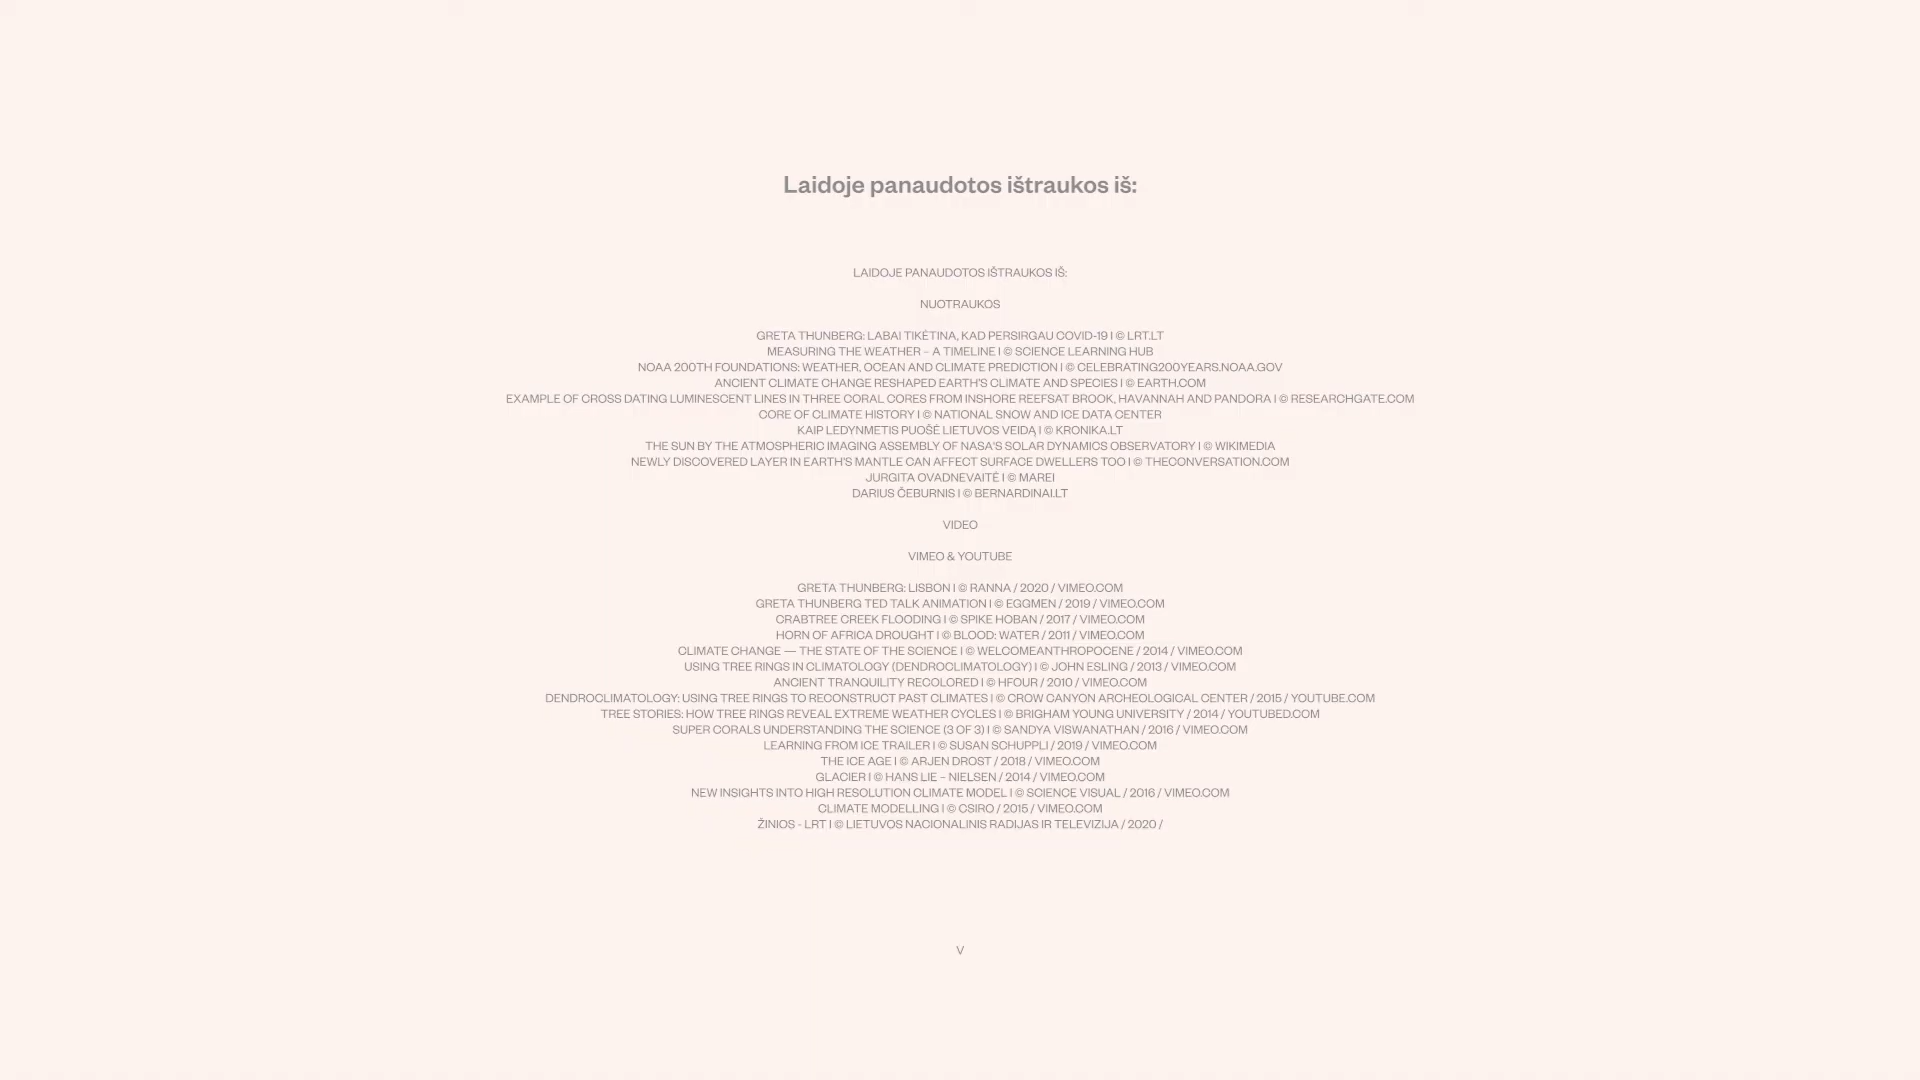 Laidoje panaudotos ištraukos iš:
LAIDOJE PANAUDOTOS IŠTRAUKOS IŠ:
NUOTRAUKOS
GRETA THUNBERG: LABAI TIKĖTINA, KAD PERSIRGAU COVID-19 I © LRT.LT
MEASURING THE WEATHER – A TIMELINE I © SCIENCE LEARNING HUB
NOAA 200TH FOUNDATIONS: WEATHER, OCEAN AND CLIMATE PREDICTION I © CELEBRATING200YEARS.NOAA.GOV
ANCIENT CLIMATE CHANGE RESHAPED EARTH'S CLIMATE AND SPECIES I © EARTH.COM
EXAMPLE OF CROSS DATING LUMINESCENT LINES IN THREE CORAL CORES FROM INSHORE REEFSAT BROOK, HAVANNAH AND PANDORA I © RESEARCHGATE.COM
CORE OF CLIMATE HISTORY I © NATIONAL SNOW AND ICE DATA CENTER
KAIP LEDYNMETIS PUOŠĖ LIETUVOS VEIDĄ I © KRONIKA.LT
THE SUN BY THE ATMOSPHERIC IMAGING ASSEMBLY OF NASA'S SOLAR DYNAMICS OBSERVATORY I © WIKIMEDIA
NEWLY DISCOVERED LAYER IN EARTH'S MANTLE CAN AFFECT SURFACE DWELLERS TOO I © THECONVERSATION.COM
JURGITA OVADNEVAITĖ I © MAREI
DARIUS ČEBURNIS I © BERNARDINAI.LT
VIDEO
VIMEO & YOUTUBE
GRETA THUNBERG: LISBON I © RANNA / 2020 / VIMEO.COM
GRETA THUNBERG TED TALK ANIMATION I © EGGMEN / 2019 / VIMEO.COM
CRABTREE CREEK FLOODING I © SPIKE HOBAN / 2017 / VIMEO.COM
HORN OF AFRICA DROUGHT I © BLOOD: WATER / 2011 / VIMEO.COM
CLIMATE CHANGE — THE STATE OF THE SCIENCE I © WELCOMEANTHROPOCENE / 2014 / VIMEO.COM
USING TREE RINGS IN CLIMATOLOGY (DENDROCLIMATOLOGY) I © JOHN ESLING / 2013 / VIMEO.COM
ANCIENT TRANQUILITY RECOLORED I © HFOUR / 2010 / VIMEO.COM
DENDROCLIMATOLOGY: USING TREE RINGS TO RECONSTRUCT PAST CLIMATES I © CROW CANYON ARCHEOLOGICAL CENTER / 2015 / YOUTUBE.COM
TREE STORIES: HOW TREE RINGS REVEAL EXTREME WEATHER CYCLES I © BRIGHAM YOUNG UNIVERSITY / 2014 / YOUTUBED.COM
SUPER CORALS UNDERSTANDING THE SCIENCE (3 OF 3) I © SANDYA VISWANATHAN / 2016 / VIMEO.COM
LEARNING FROM ICE TRAILER I © SUSAN SCHUPPLI / 2019 / VIMEO.COM
THE ICE AGE I © ARJEN DROST / 2018 / VIMEO.COM
GLACIER I © HANS LIE – NIELSEN / 2014 / VIMEO.COM
NEW INSIGHTS INTO HIGH RESOLUTION CLIMATE MODEL I © SCIENCE VISUAL / 2016 / VIMEO.COM
CLIMATE MODELLING I © CSIRO / 2015 / VIMEO.COM
ŽINIOS - LRT I © LIETUVOS NACIONALINIS RADIJAS IR TELEVIZIJA / 2020 /
V